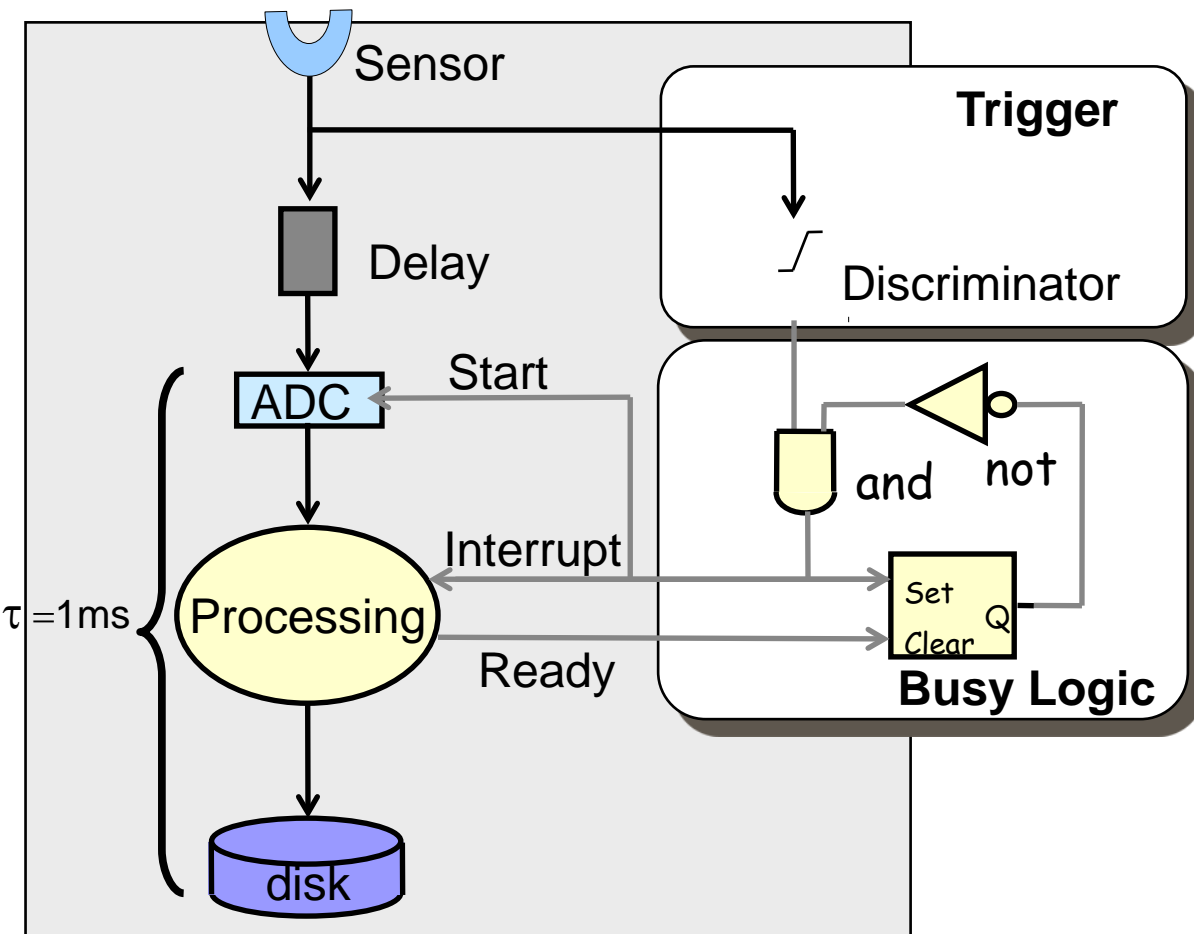 Sensor
Trigger
Delay
Discriminator
Start
ADC
and
not
Interrupt
Set
Processing
Q
τ=1ms
Clear
Ready
Busy Logic
disk